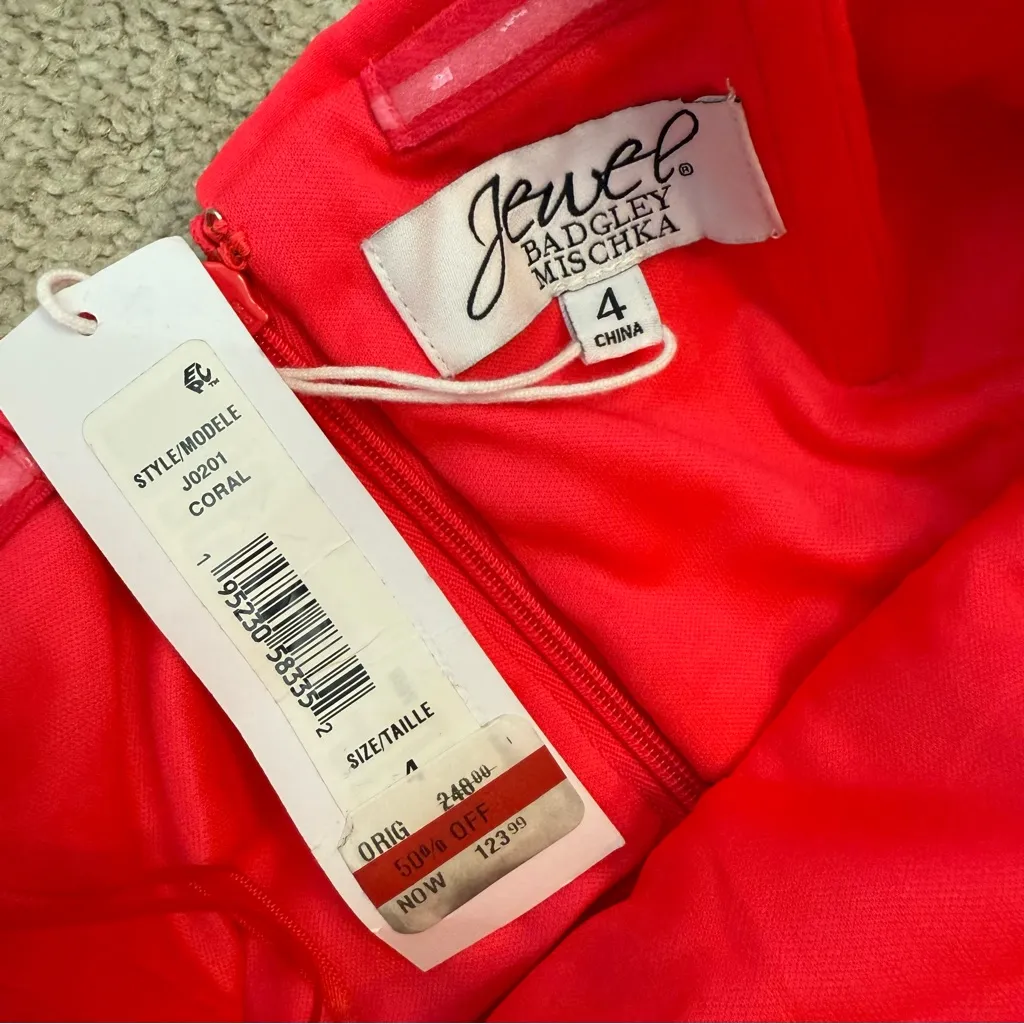 Jewel®
BADGLEY
MISCHKA
4
CHINA
STYLE/MODELE
J0201
CORAL
1 95230 58335 2
SIZE/TAILLE
4
ORIG 248.00
50% OFF
NOW 123.99